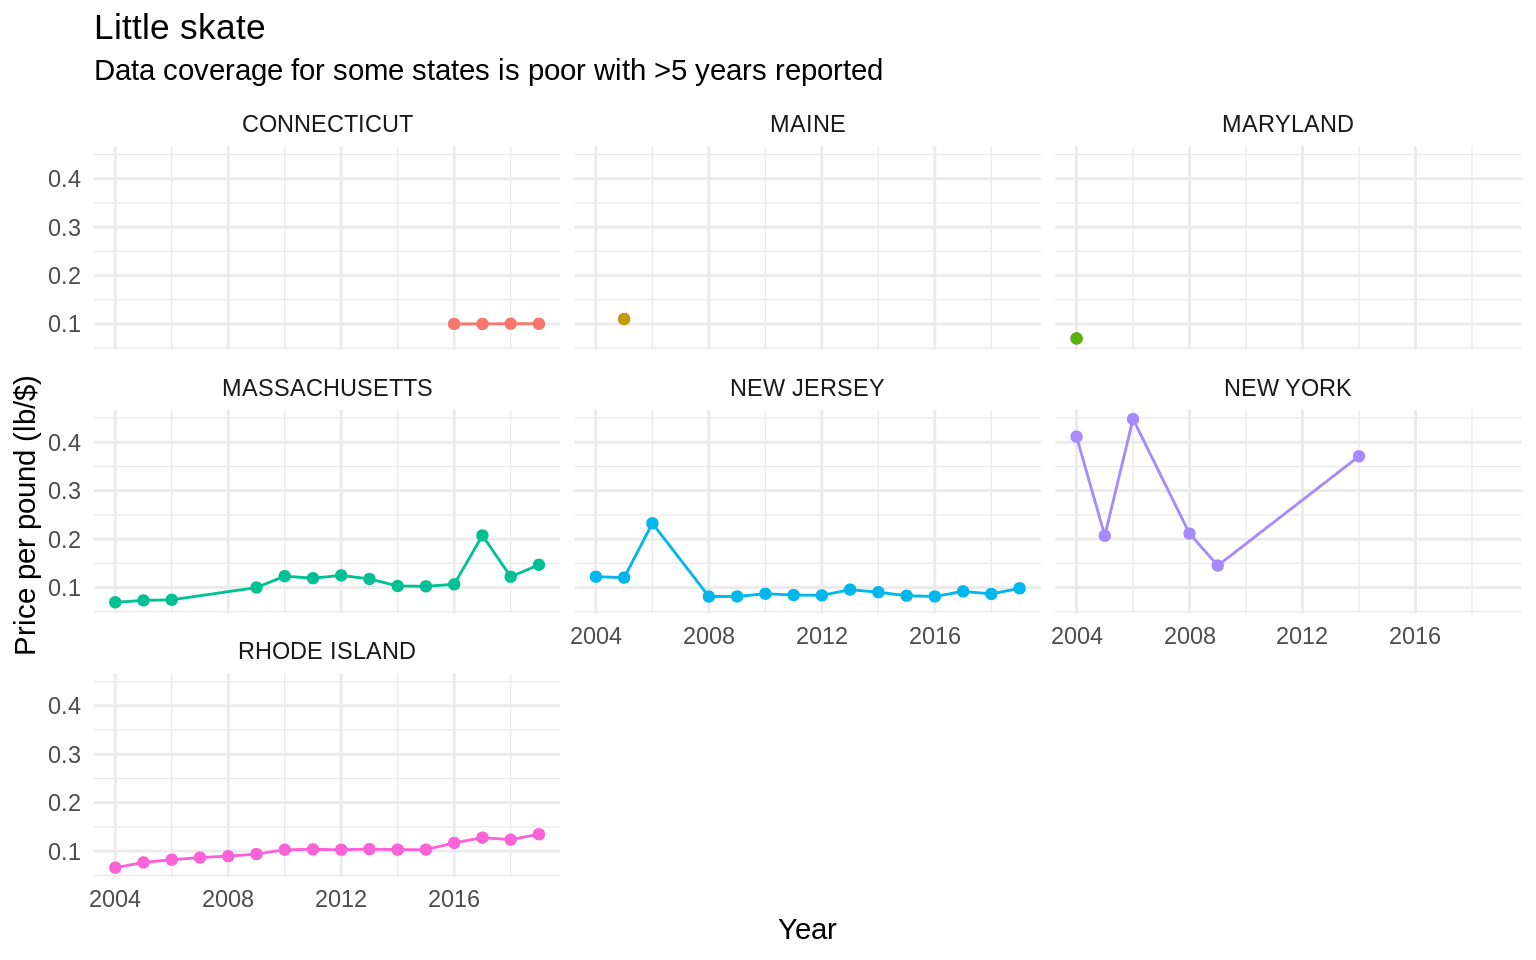 Little skate
Data coverage for some states is poor with >5 years reported
CONNECTICUT
MAINE
MARYLAND
0.4
0.3
0.2
0.1
MASSACHUSETTS
NEW JERSEY
NEW YORK
0.4
0.3
0.2
0.1
2004 2008 2012 2016
2004 2008 2012 2016
RHODE ISLAND
0.4
0.3
0.2
0.1
2004 2008 2012 2016
Price per pound (lb/$)
Year